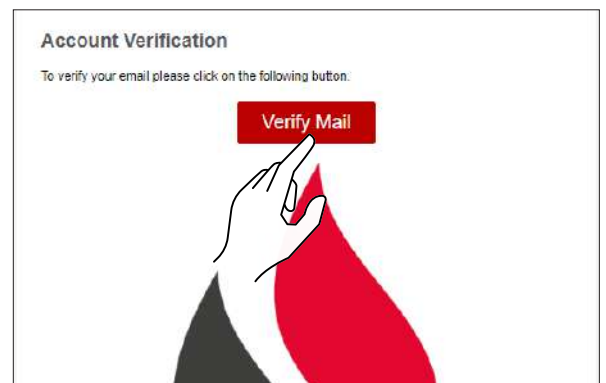 Account Verification
To verify your email please click on the following button.
Verify Mail